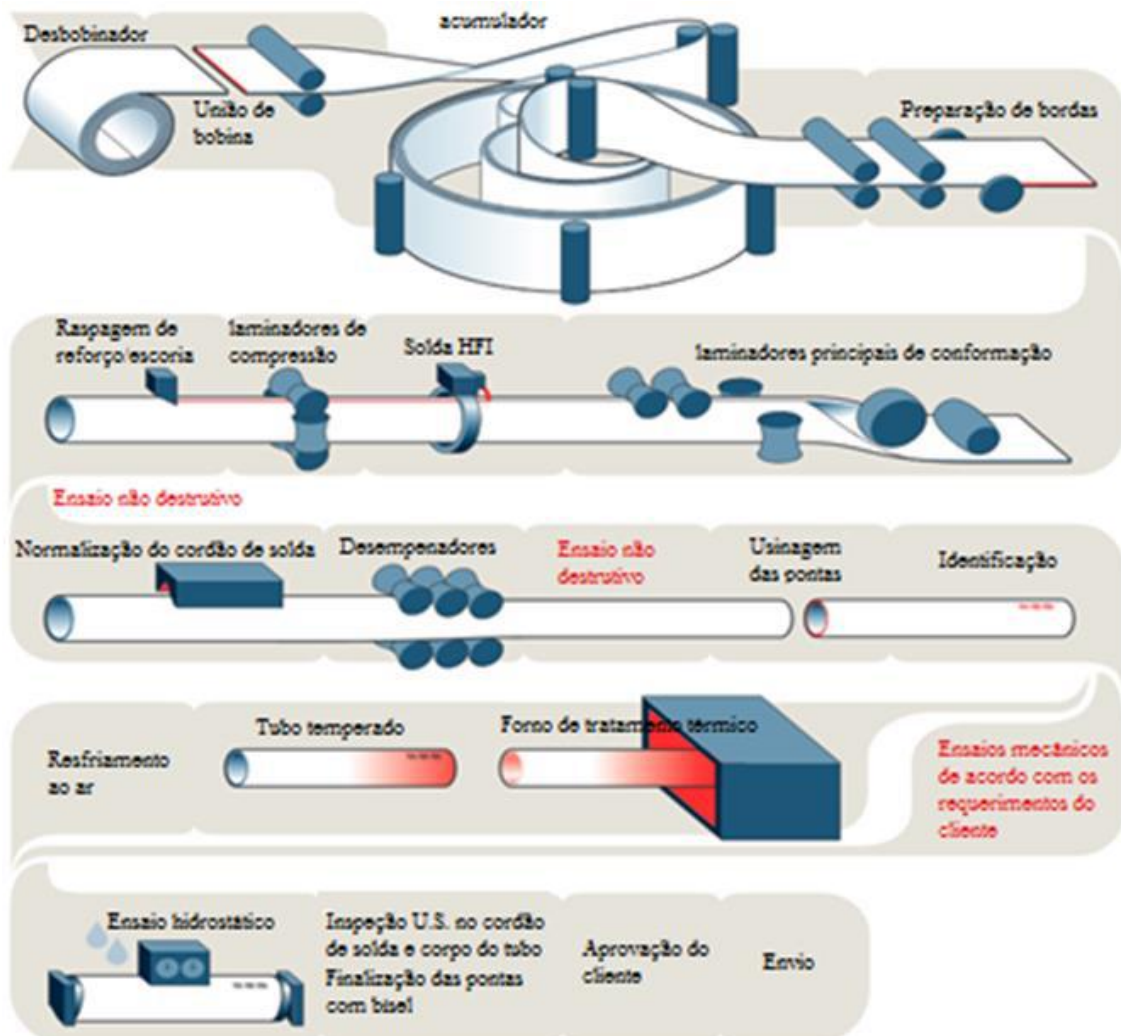 Desbobinador
acumulador
União de
bobina
Preparação de bordas
Raspagem de
reforço/escoria
laminadores de
compressão
Solda HFI
laminadores principais de conformação
Ensaio não destrutivo
Normalização do cordão de solda
Desempenadores
Ensaio não
destrutivo
Usinagem
das pontas
Identificação
Resfriamento
ao ar
Tubo temperado
Forno de tratamento térmico
Ensaios mecânicos
de acordo com os
requerimentos do
cliente
Ensaio hidrostático
Inspeção U.S. no cordão
de solda e corpo do tubo
Finalização das pontas
com bisel
Aprovação do
cliente
Envio